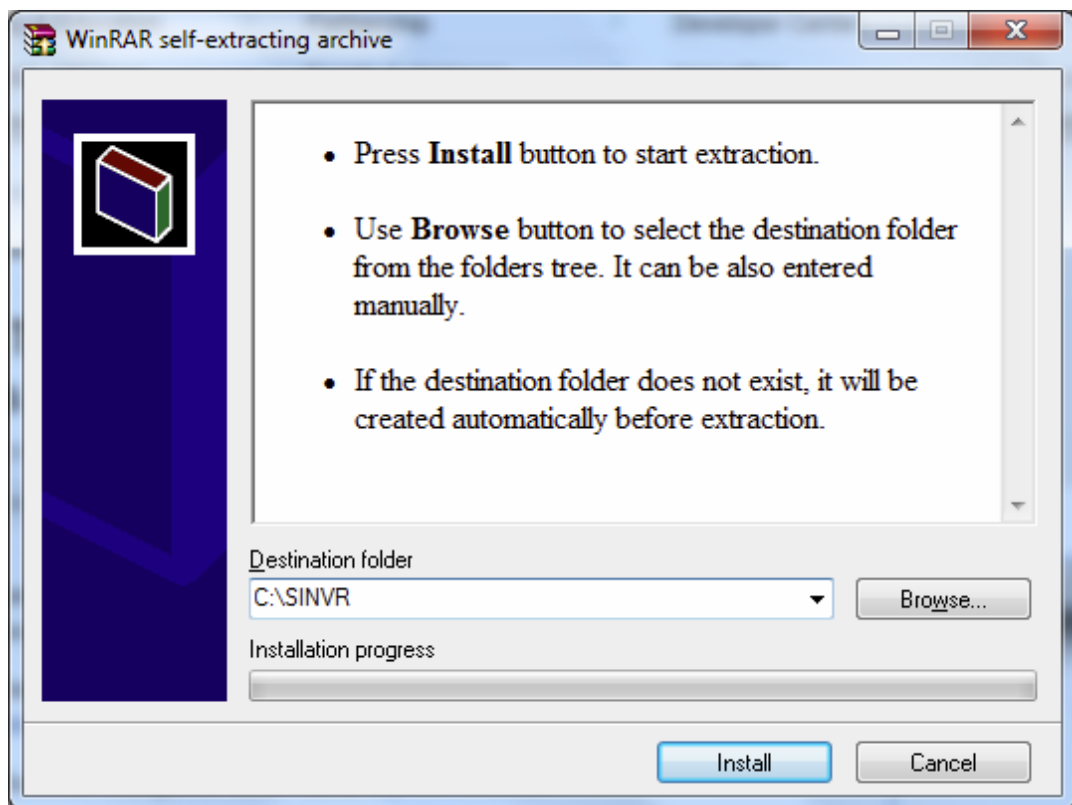 WinRAR self-extracting archive
• Press Install button to start extraction.
• Use Browse button to select the destination folder
from the folders tree. It can be also entered
manually.
• If the destination folder does not exist, it will be
created automatically before extraction.
Destination folder
C:\SINVR
Browse...
Installation progress
Install
Cancel